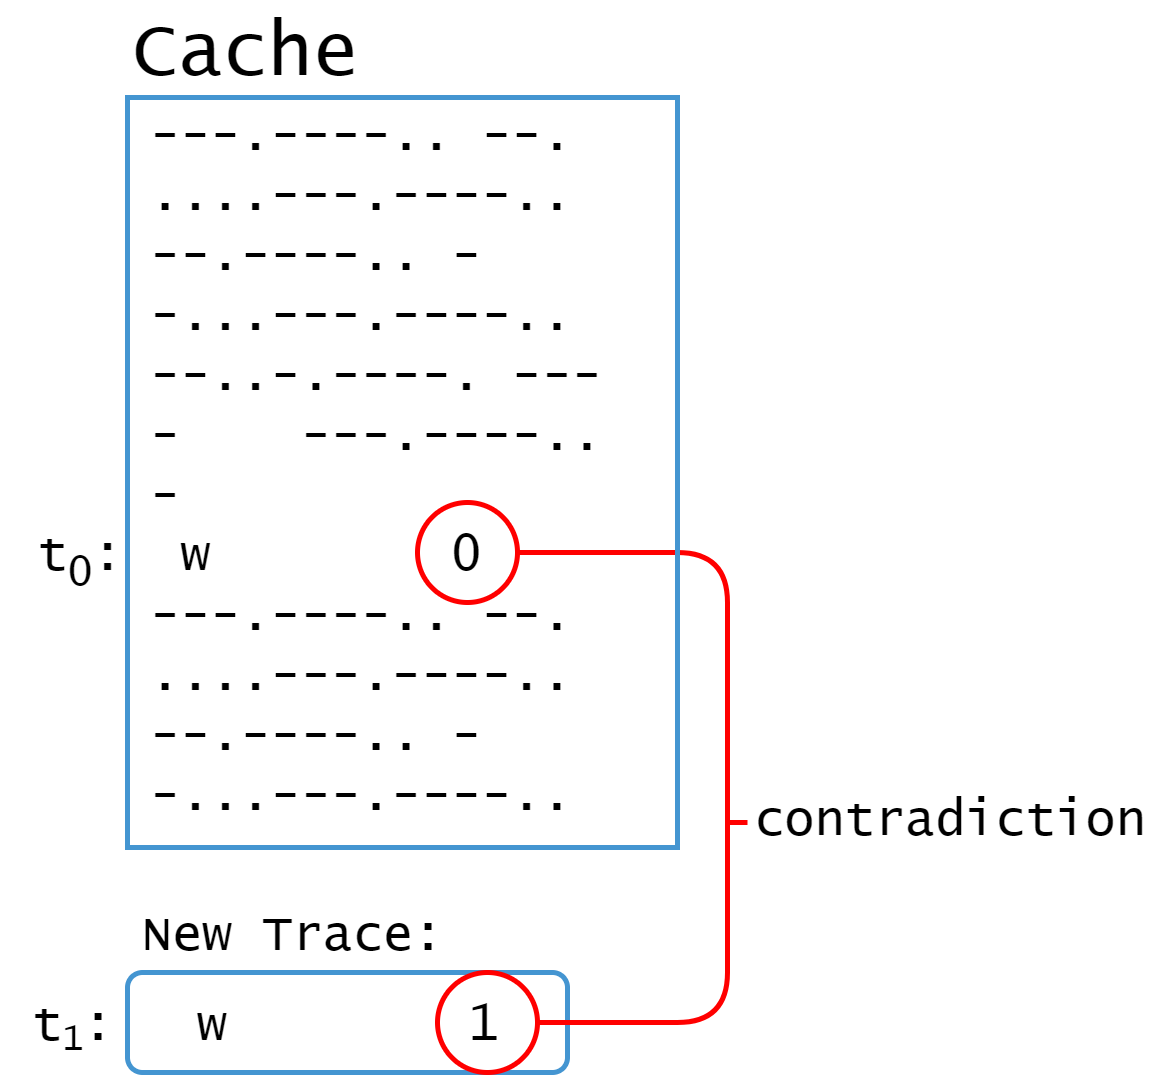 Cache
---.----.. --.
....---.----..
--.----.. -
-...---.----..
--..-.----. ---
-    ---.----..
-
t₀: w 0
---.----.. --.
....---.----..
--.----.. -
-...---.----..
contradiction
New Trace:
t₁: w 1